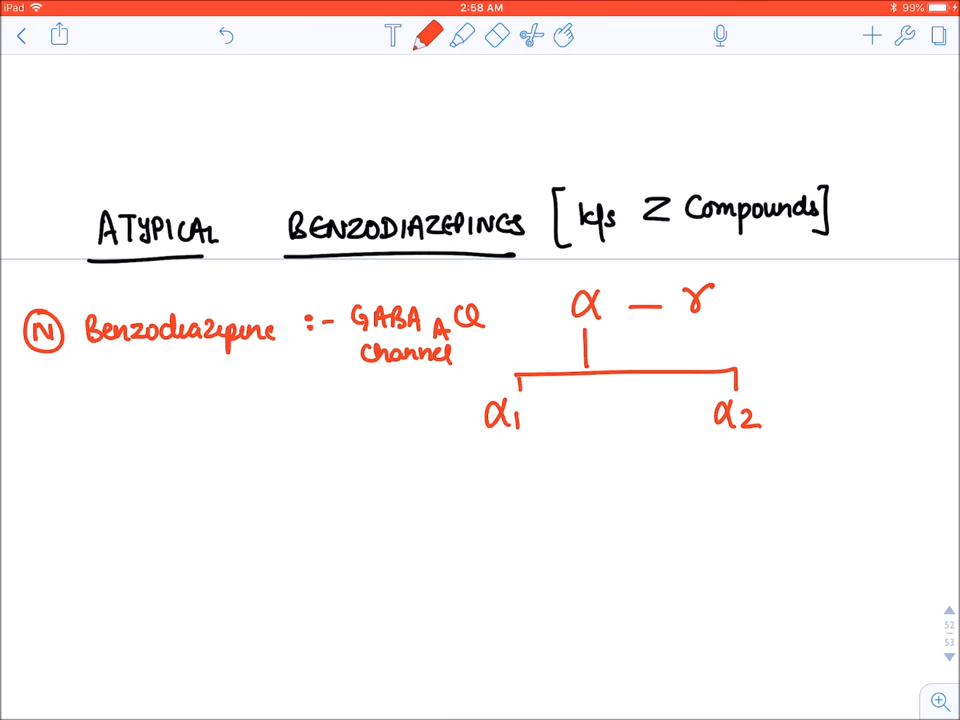 iPad 2:58 AM 99%
T
ATYPICAL BENZODIAZEPINES [k/s Z Compounds]
N Benzodiazepine :- GABA A Cl α — γ
channel
α1 α2
52
53